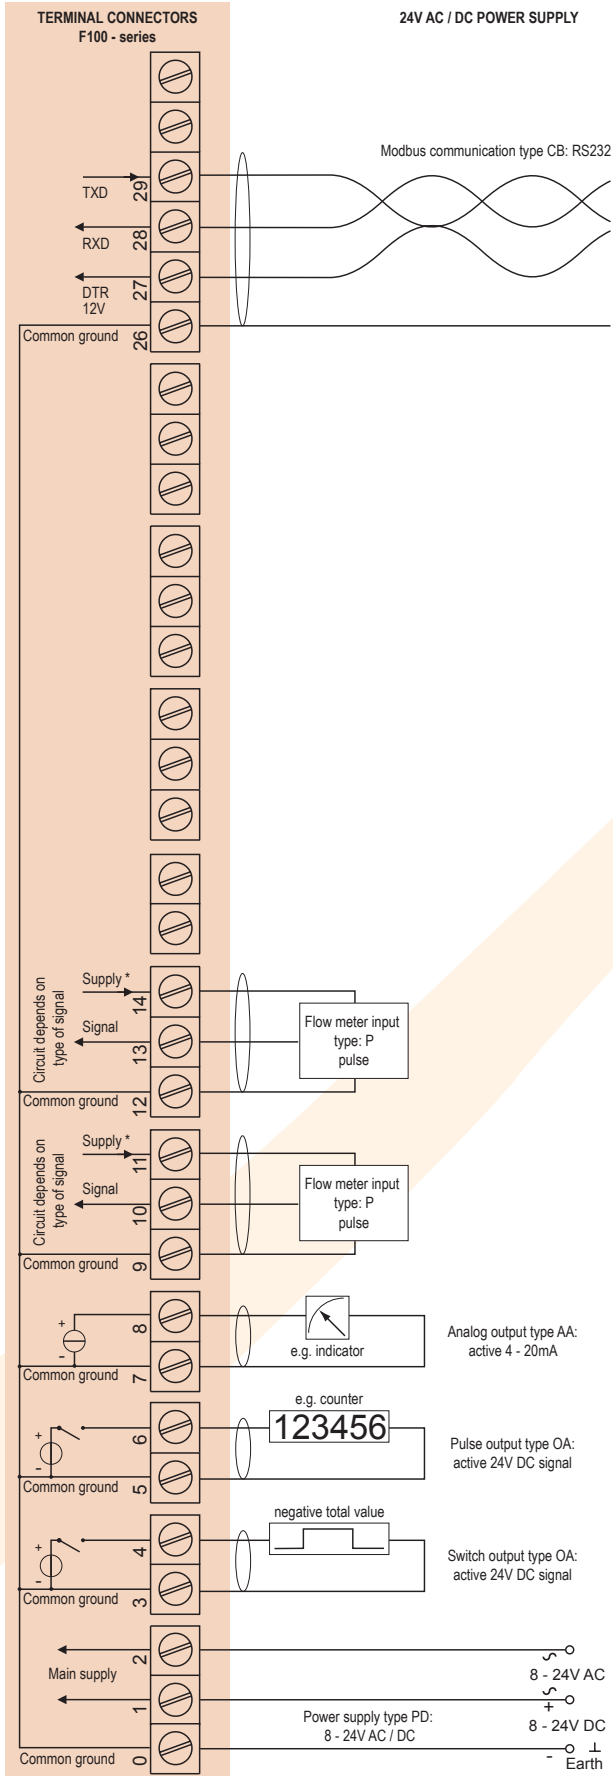 TERMINAL CONNECTORS
F100 - series
24V AC / DC POWER SUPPLY
Modbus communication type CB: RS232
TXD
29
RXD
28
DTR
12V
27
Common ground
26
Circuit depends on
type of signal
Supply *
14
Signal
13
Common ground
12
Flow meter input
type: P
pulse
Circuit depends on
type of signal
Supply *
11
Signal
10
Common ground
9
Flow meter input
type: P
pulse
+
-
8
Common ground
7
e.g. indicator
Analog output type AA:
active 4 - 20mA
+
-
6
Common ground
5
e.g. counter
123456
Pulse output type OA:
active 24V DC signal
+
-
4
Common ground
3
negative total value
Switch output type OA:
active 24V DC signal
2
Main supply
1
Common ground
0
Power supply type PD:
8 - 24V AC / DC
8 - 24V AC
+
8 - 24V DC
-
Earth